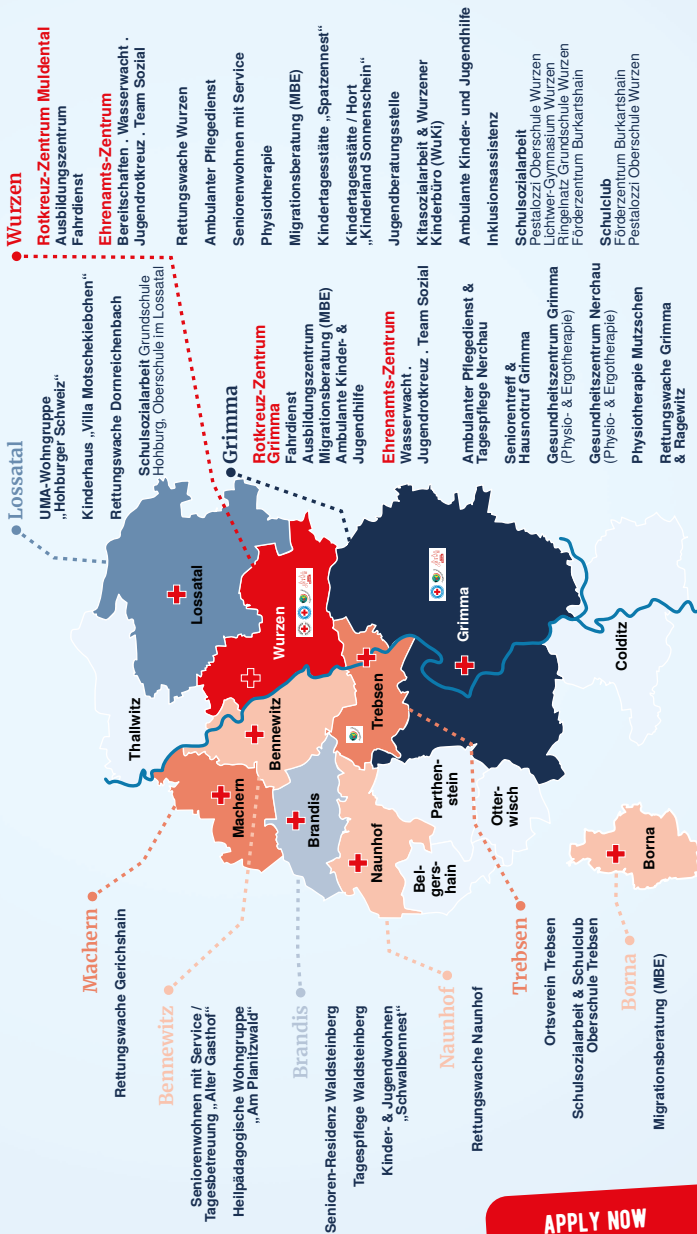 Machern
Rettungswache Gerichshain
Bennewitz
Seniorenwohnen mit Service /
Tagesbetreuung „Alter Gasthof“
Heilpädagogische Wohngruppe
„Am Planitzwald“
Brandis
Senioren-Residenz Waldsteinberg
Tagespflege Waldsteinberg
Kinder- & Jugendwohnen
„Schwalbennest“
Naunhof
Rettungswache Naunhof
Trebsen
Ortsverein Trebsen
Schulsozialarbeit & Schulclub
Oberschule Trebsen
Borna
Migrationsberatung (MBE)
Thallwitz
Lossatal
Machern
Bennewitz
Wurzen
Brandis
Trebsen
Naunhof
Grimma
Parthen-
stein
Bel-
gers-
hain
Otter-
wisch
Colditz
Borna
Lossatal
UMA-Wohngruppe
„Hohburger Schweiz“
Kinderhaus „Villa Motschekiebchen“
Rettungswache Dornreichenbach
Schulsozialarbeit Grundschule
Hohburg, Oberschule im Lossatal
Grimma
Rotkreuz-Zentrum
Grimma
Fahrdienst
Ausbildungszentrum
Migrationsberatung (MBE)
Ambulante Kinder- &
Jugendhilfe
Ehrenamts-Zentrum
Wasserwacht .
Jugendrotkreuz . Team Sozial
Ambulanter Pflegedienst &
Tagespflege Nerchau
Seniorentreff &
Hausnotruf Grimma
Gesundheitszentrum Grimma
(Physio- & Ergotherapie)
Gesundheitszentrum Nerchau
(Physio- & Ergotherapie)
Physiotherapie Mutzschen
Rettungswache Grimma
& Ragewitz
Wurzen
Rotkreuz-Zentrum Muldental
Ausbildungszentrum
Fahrdienst
Ehrenamts-Zentrum
Bereitschaften . Wasserwacht .
Jugendrotkreuz . Team Sozial
Rettungswache Wurzen
Ambulanter Pflegedienst
Seniorenwohnen mit Service
Physiotherapie
Migrationsberatung (MBE)
Kindertagesstätte „Spatzennest“
Kindertagesstätte / Hort
„Kinderland Sonnenschein“
Jugendberatungsstelle
Kitasozialarbeit & Wurzener
Kinderbüro (WuKi)
Ambulante Kinder- und Jugendhilfe
Inklusionsassistenz
Schulsozialarbeit
Pestalozzi Oberschule Wurzen
Lichtwer-Gymnasium Wurzen
Ringelnatz Grundschule Wurzen
Förderzentrum Burkartshain
Schulclub
Förderzentrum Burkartshain
Pestalozzi Oberschule Wurzen
APPLY NOW